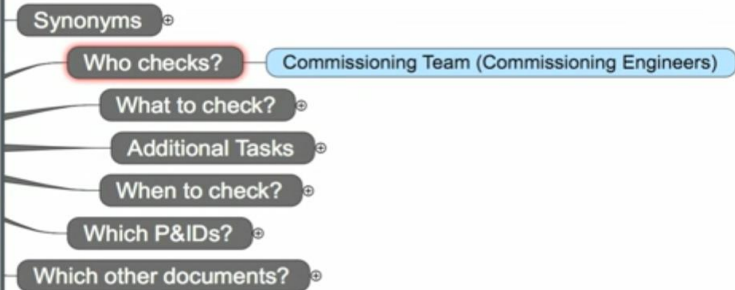 Synonyms
Who checks?
Commissioning Team (Commissioning Engineers)
What to check?
Additional Tasks
When to check?
Which P&IDs?
Which other documents?